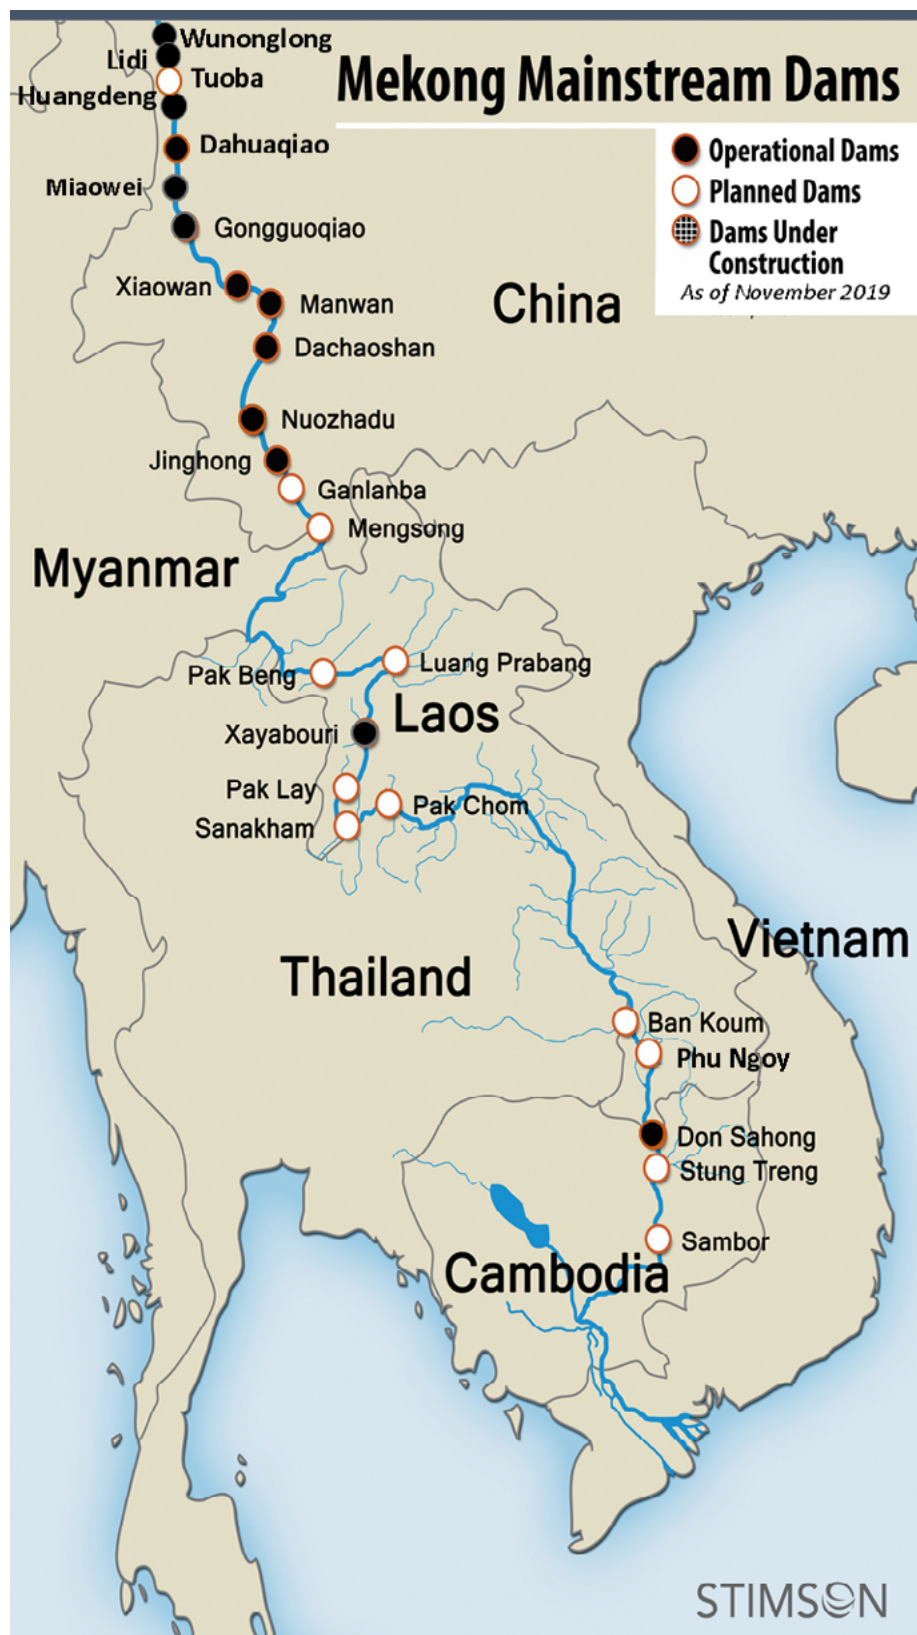 Wunonglong
Lidi
Tuoba
Huangdeng
Mekong Mainstream Dams
Operational Dams
Planned Dams
Dams Under
Construction
As of November 2019
Dahuaqiao
Miaowei
Gongguoqiao
Xiaowan
Manwan
China
Dachaoshan
Nuozhadu
Jinghong
Ganlanba
Mengsong
Myanmar
Luang Prabang
Pak Beng
Laos
Xayabouri
Pak Lay
Pak Chom
Sanakham
Vietnam
Thailand
Ban Koum
Phu Ngoy
Don Sahong
Stung Treng
Sambor
Cambodia
STIMSON